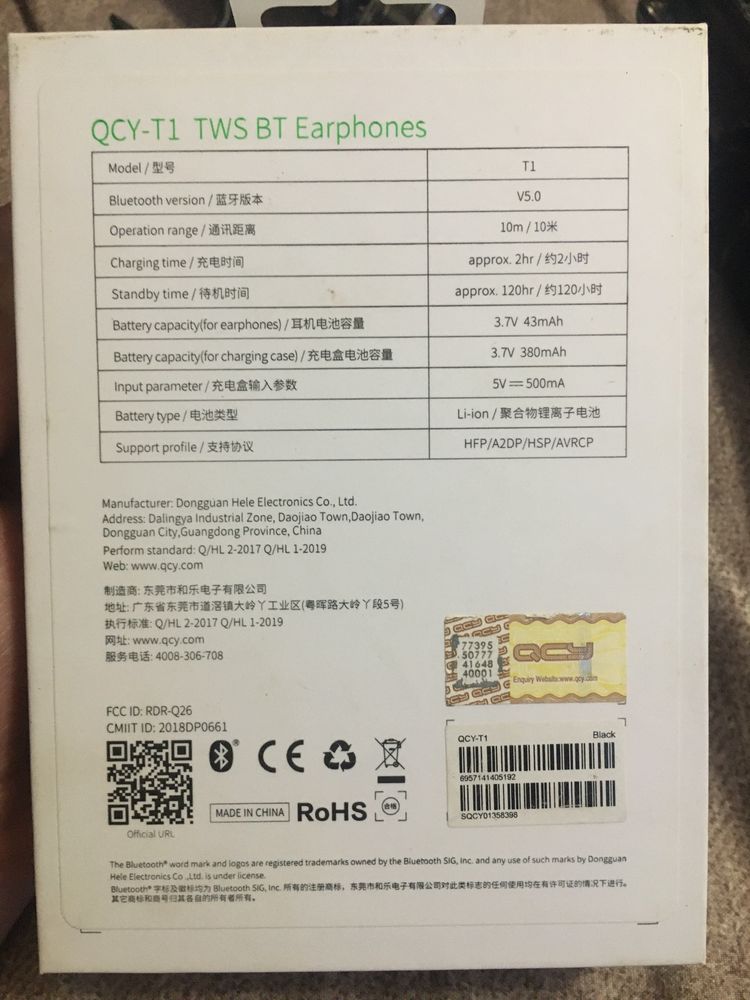 QCY-T1 TWS BT Earphones
Model / 型号 T1
Bluetooth version / 蓝牙版本 V5.0
Operation range / 通讯距离 10m / 10米
Charging time / 充电时间 approx. 2hr / 约2小时
Standby time / 待机时间 approx. 120hr / 约120小时
Battery capacity(for earphones) / 耳机电池容量 3.7V 43mAh
Battery capacity(for charging case) / 充电盒电池容量 3.7V 380mAh
Input parameter / 充电盒输入参数 5V⎓500mA
Battery type / 电池类型 Li-ion / 聚合物锂离子电池
Support profile / 支持协议 HFP/A2DP/HSP/AVRCP
Manufacturer: Dongguan Hele Electronics Co., Ltd.
Address: Dalingya Industrial Zone, Daojiao Town,Daojiao Town,
Dongguan City,Guangdong Province, China
Perform standard: Q/HL 2-2017 Q/HL 1-2019
Web: www.qcy.com
制造商: 东莞市和乐电子有限公司
地址: 广东省东莞市道滘镇大岭丫工业区(粤晖路大岭丫段5号)
执行标准: Q/HL 2-2017 Q/HL 1-2019
网址: www.qcy.com
服务电话: 4008-306-708
77395
50777
41648
40001
QCY
Enquiry Website:www.qcy.com
FCC ID: RDR-Q26
CMIIT ID: 2018DP0661
CE
MADE IN CHINA
RoHS
合格
Official URL
QCY-T1 Black
6957141405192
SQCY01358398
The Bluetooth® word mark and logos are registered trademarks owned by the Bluetooth SIG, Inc. and any use of such marks by Dongguan
Hele Electronics Co .,Ltd. is under license.
Bluetooth® 字标及徽标均为 Bluetooth SIG, Inc. 所有的注册商标，东莞市和乐电子有限公司对此类标志的任何使用均在有许可证的情况下进行。
其它商标和商号归其各自的所有者所有。